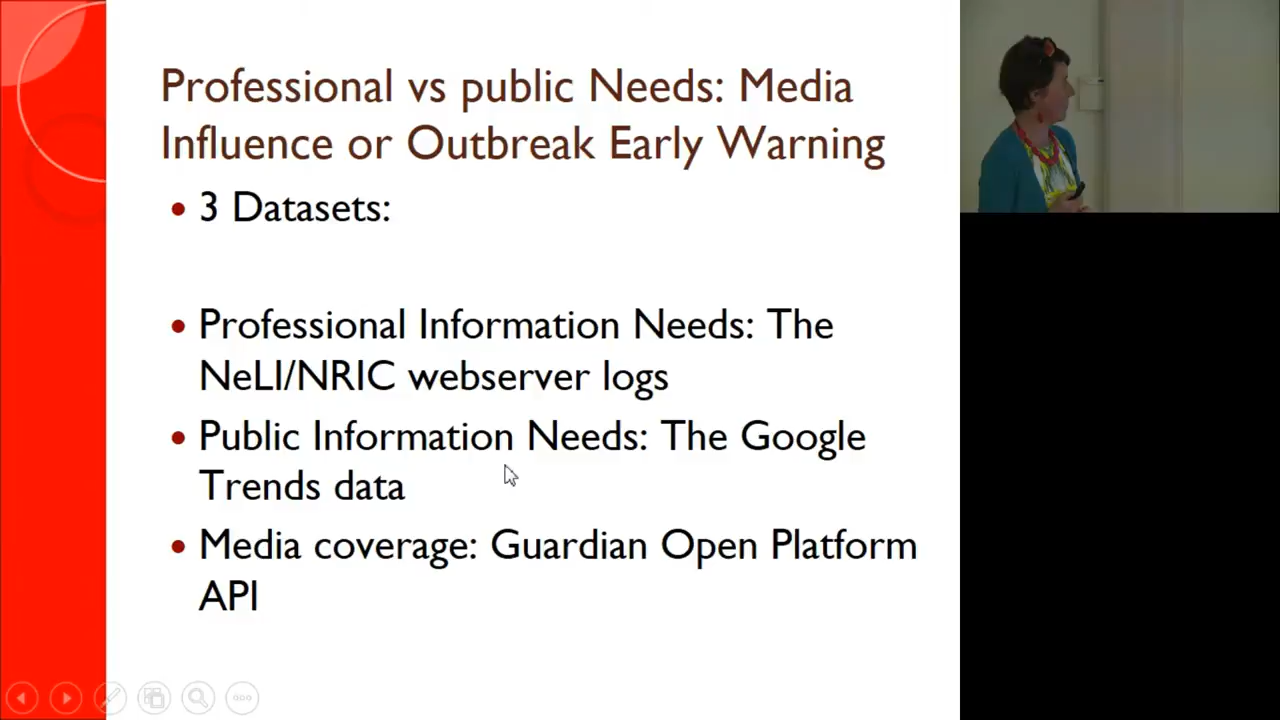 Professional vs public Needs: Media
Influence or Outbreak Early Warning
• 3 Datasets:
• Professional Information Needs: The
NeLI/NRIC webserver logs
• Public Information Needs: The Google
Trends data
• Media coverage: Guardian Open Platform
API